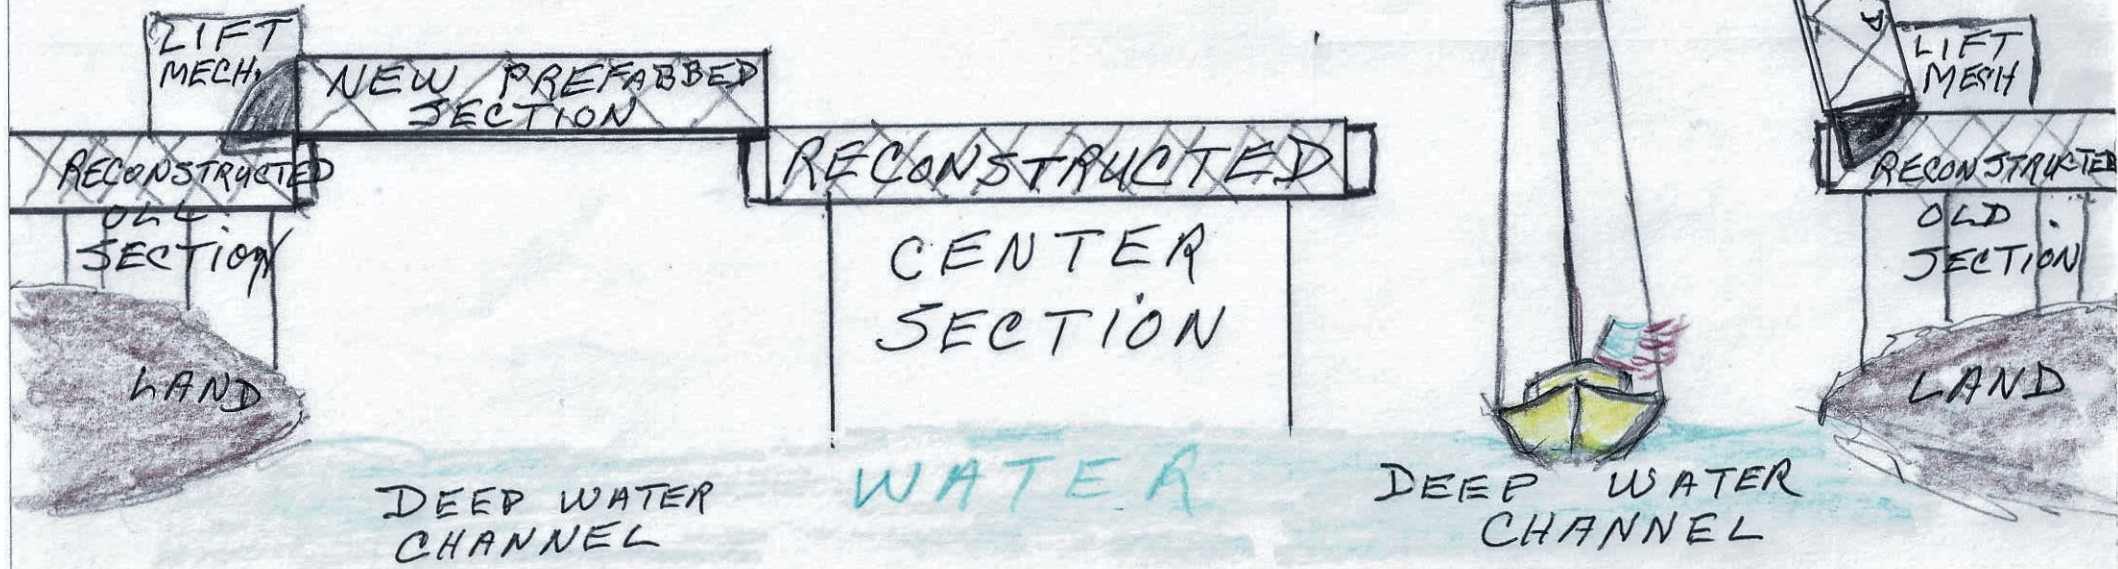 LIFT
MECH.
NEW PREFABBED
SECTION
RECONSTRUCTED
OLL
SECTION
LAND
DEEP WATER
CHANNEL
RECONSTRUCTED
CENTER
SECTION
WATER
DEEP WATER
CHANNEL
LIFT
MECH
RECONSTRUCTED
OLD
SECTION
LAND